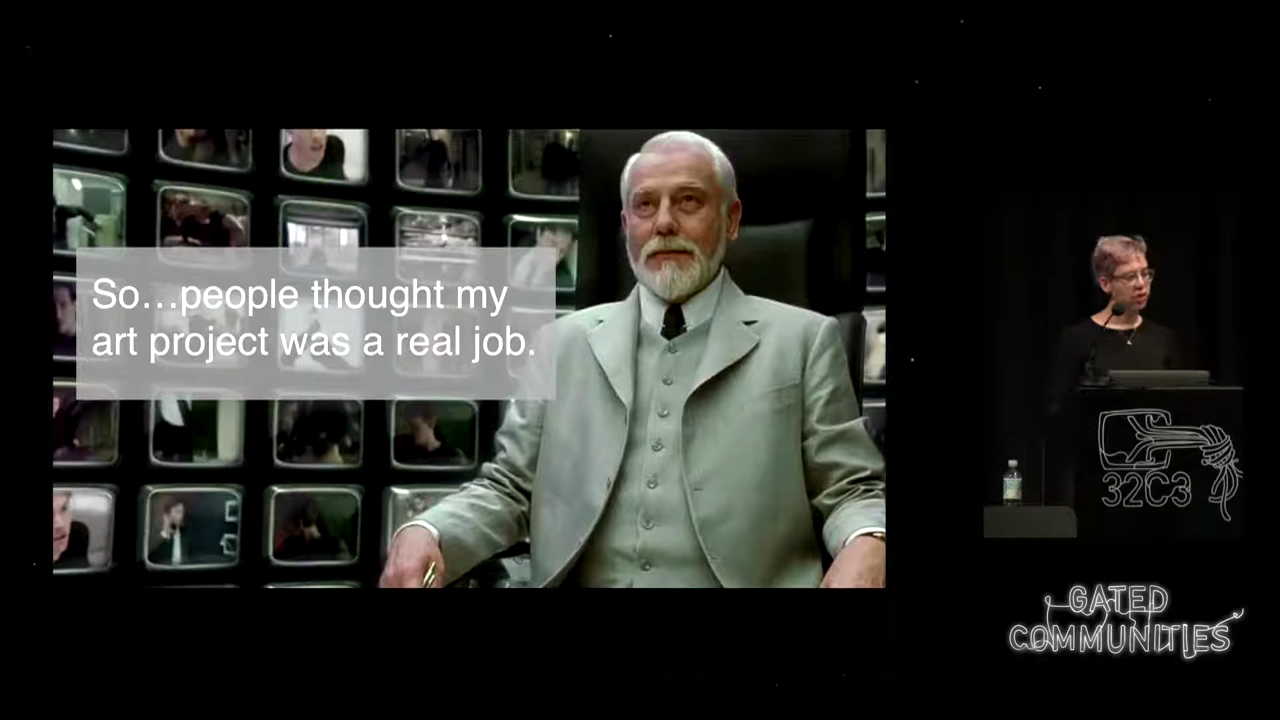 So…people thought my
art project was a real job.
32C3
GATED
COMMUNITIES